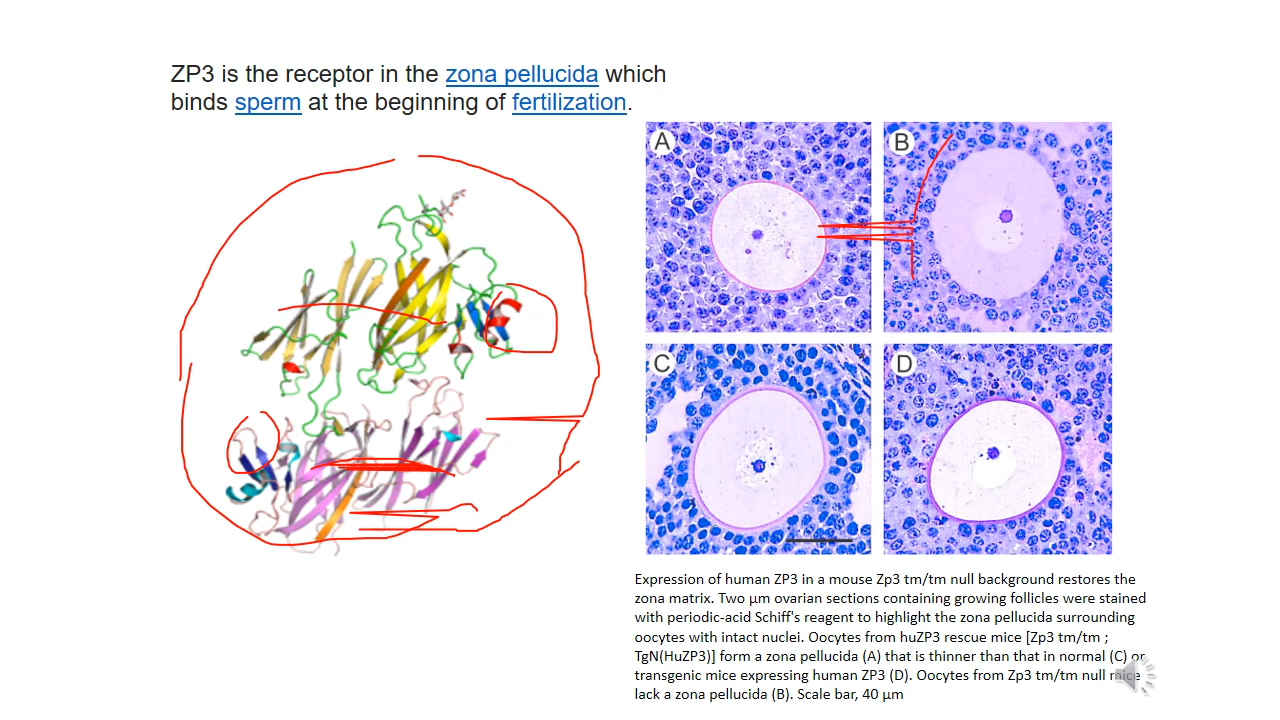 ZP3 is the receptor in the zona pellucida which
binds sperm at the beginning of fertilization.
A
B
C
D
Expression of human ZP3 in a mouse Zp3 tm/tm null background restores the
zona matrix. Two µm ovarian sections containing growing follicles were stained
with periodic-acid Schiff's reagent to highlight the zona pellucida surrounding
oocytes with intact nuclei. Oocytes from huZP3 rescue mice [Zp3 tm/tm ;
TgN(HuZP3)] form a zona pellucida (A) that is thinner than that in normal (C) or
transgenic mice expressing human ZP3 (D). Oocytes from Zp3 tm/tm null mice
lack a zona pellucida (B). Scale bar, 40 µm